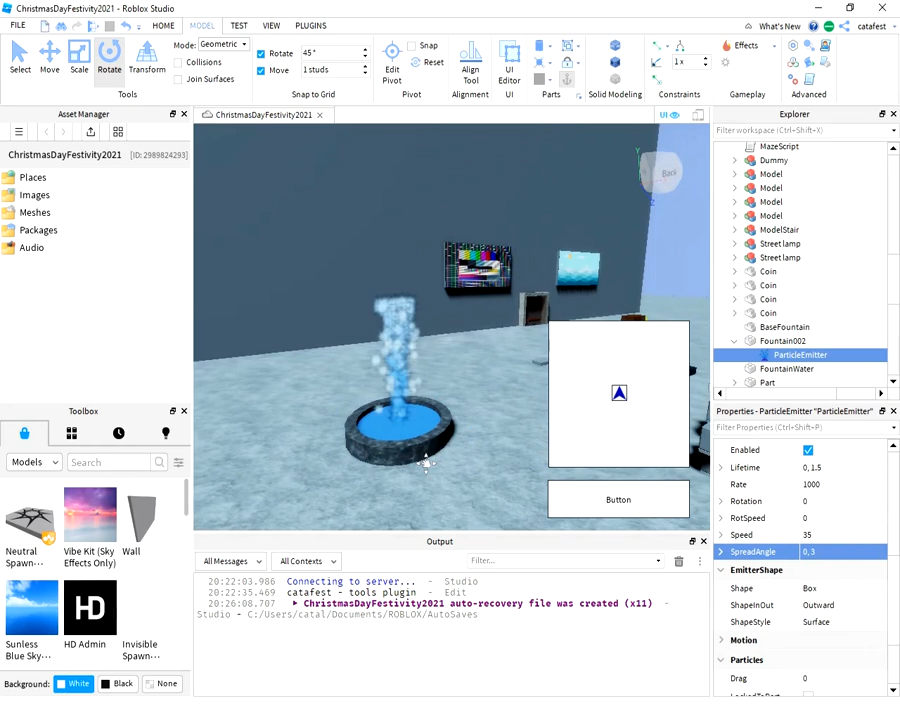 ChristmasDayFestivity2021 - Roblox Studio
FILE HOME MODEL TEST VIEW PLUGINS What's New catafest
Select Move Scale Rotate Transform
Mode: Geometric
Collisions
Join Surfaces
Tools
Rotate 45°
Move 1 studs
Snap to Grid
Edit Pivot
Snap
Reset
Pivot
Align Tool
Alignment
UI Editor
UI
Parts
Solid Modeling
1 x
Constraints
Effects
Gameplay
Advanced
Asset Manager
ChristmasDayFestivity2021 [ID: 2989824293]
Places
Images
Meshes
Packages
Audio
Toolbox
Models Search
Neutral Spawn-··
Vibe Kit (Sky Effects Only)
Wall
Sunless Blue Sky···
HD
HD Admin
Invisible Spawn-··
Background: White Black None
ChristmasDayFestivity2021
UI
Y
Back
Z
Button
Output
All Messages All Contexts Filter...
20:22:03.986 Connecting to server... - Studio
20:22:35.469 catafest - tools plugin - Edit
20:26:08.707 ChristmasDayFestivity2021 auto-recovery file was created (x11) -
Studio - C:/Users/catal/Documents/ROBLOX/AutoSaves
Explorer
Filter workspace (Ctrl+Shift+X)
MazeScript
Dummy
Model
Model
Model
Model
ModelStair
Street lamp
Street lamp
Coin
Coin
Coin
Coin
BaseFountain
Fountain002
ParticleEmitter
FountainWater
Part
Properties - ParticleEmitter "ParticleEmitter"
Filter Properties (Ctrl+Shift+P)
Enabled
Lifetime 0, 1.5
Rate 1000
Rotation 0
RotSpeed 0
Speed 35
SpreadAngle 0, 3
EmitterShape
Shape Box
ShapeInOut Outward
ShapeStyle Surface
Motion
Particles
Drag 0
LockedToPart